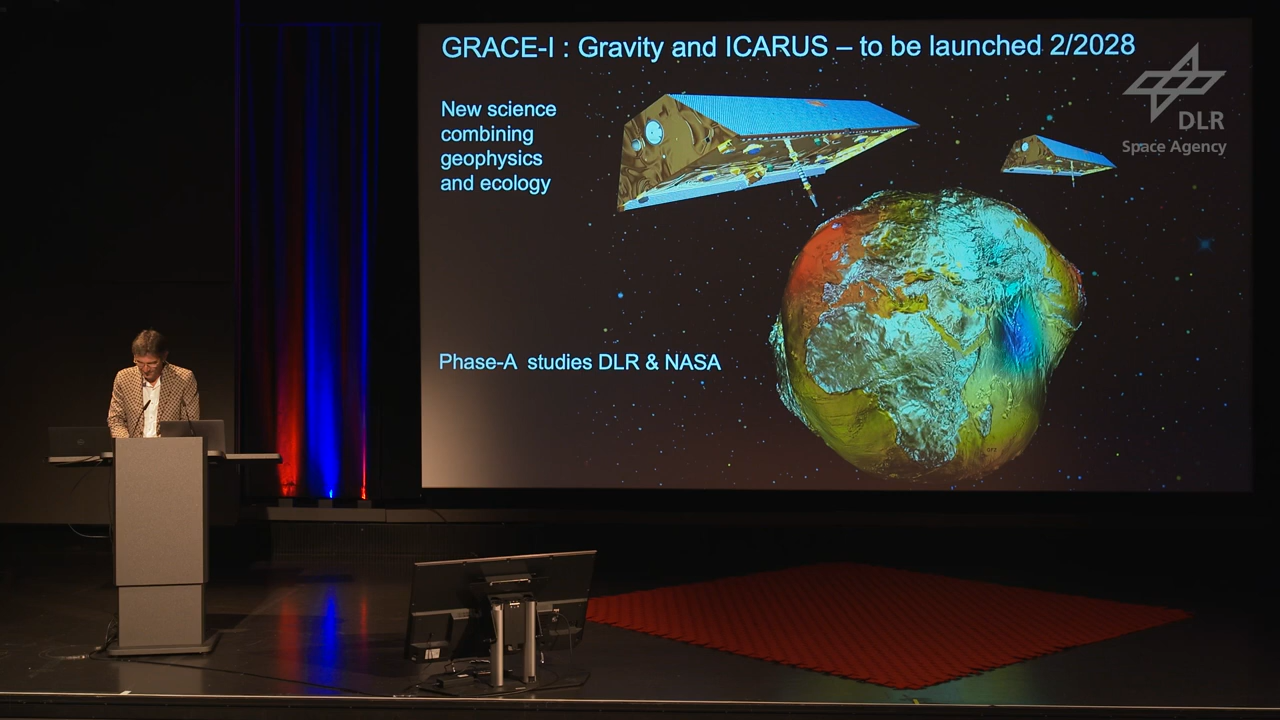 GRACE-I : Gravity and ICARUS – to be launched 2/2028
New science
combining
geophysics
and ecology
DLR
Space Agency
Phase-A studies DLR & NASA